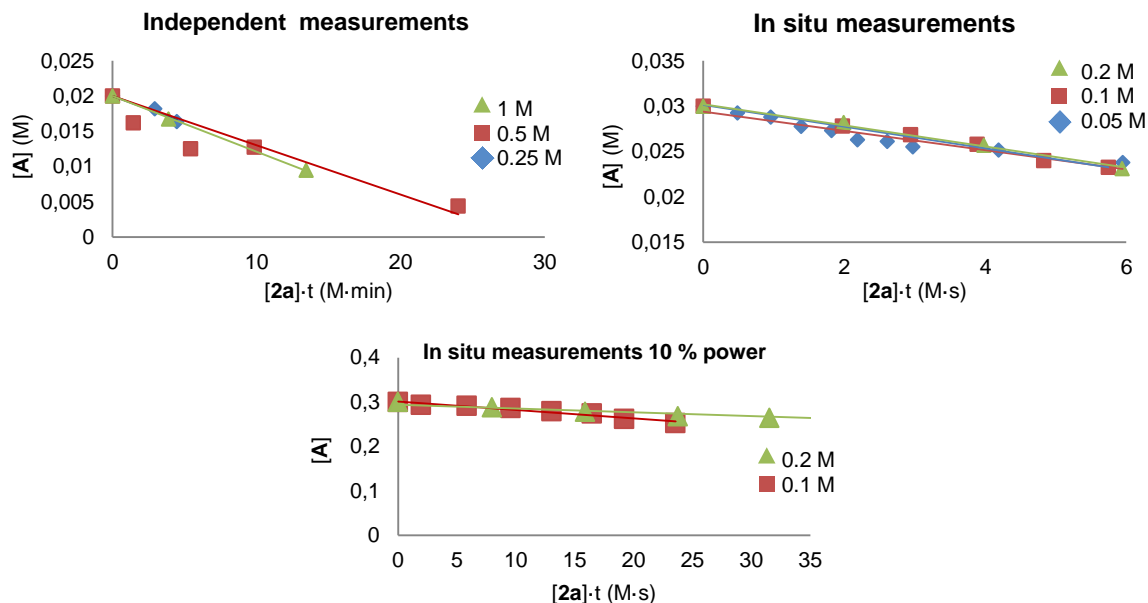 Independent measurements
0,025
0,02
0,015
0,01
0,005
0
[A] (M)
0
10
20
30
[2a]·t (M·min)
1 M
0.5 M
0.25 M
In situ measurements
0,035
0,03
0,025
0,015
[A] (M)
0
2
4
6
[2a]·t (M·s)
0.2 M
0.1 M
0.05 M
In situ measurements 10 % power
0,4
0,3
0,2
0,1
0
[A]
0
5
10
15
20
25
30
35
[2a]·t (M·s)
0.2 M
0.1 M